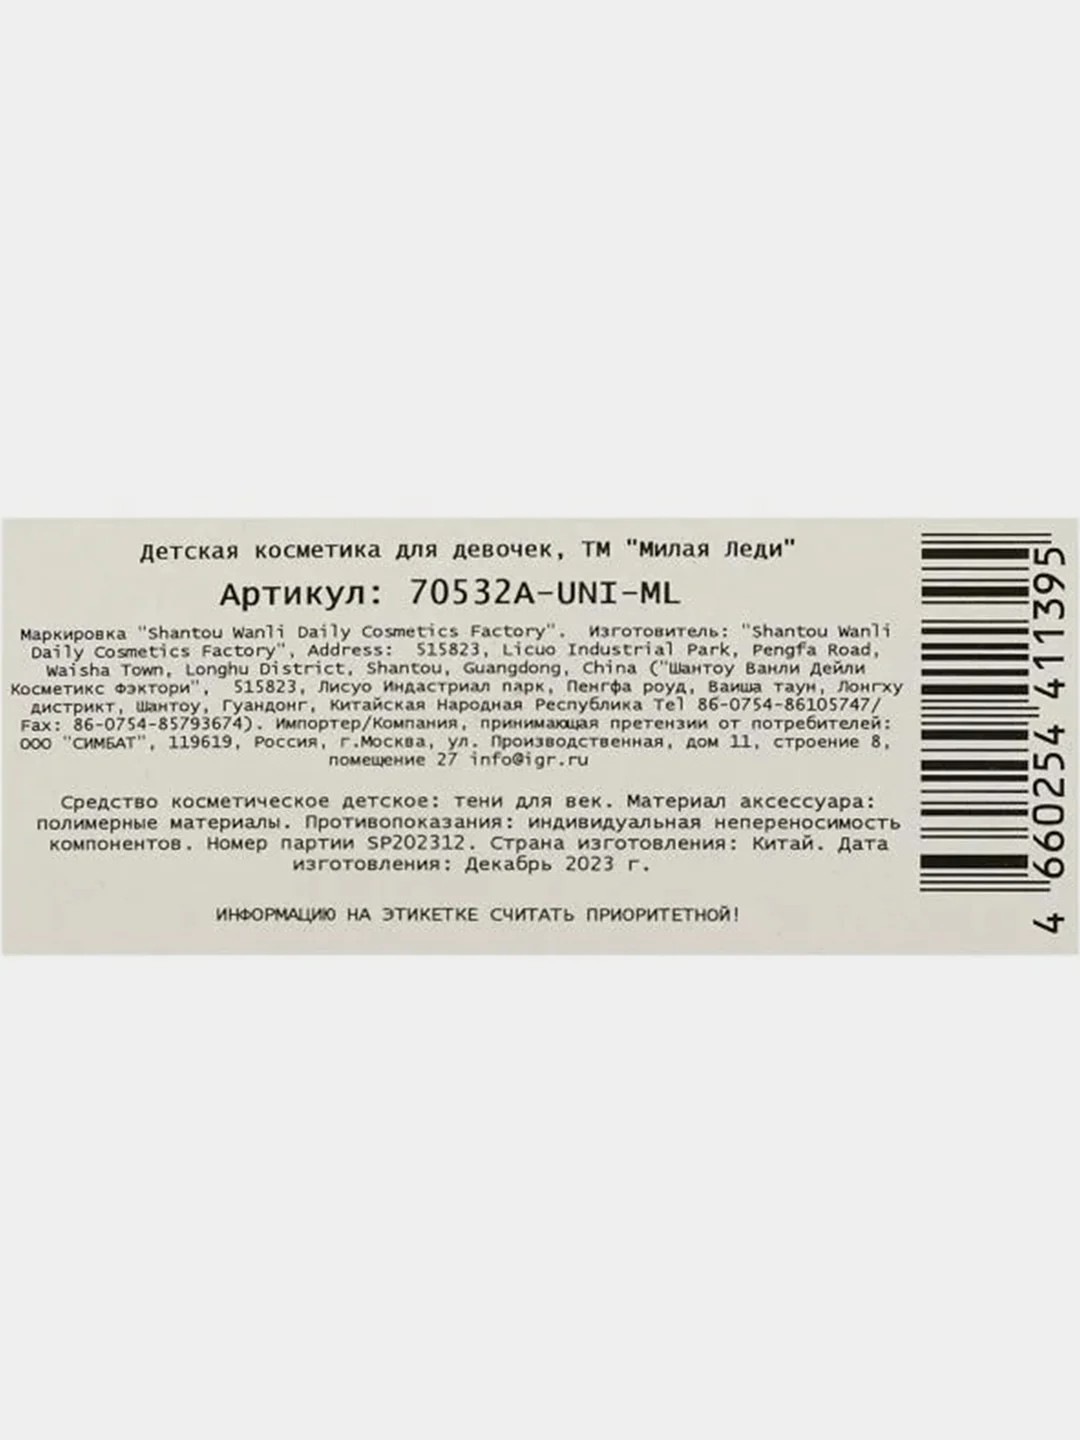 Детская косметика для девочек, ТМ "Милая Леди"
Артикул: 70532A-UNI-ML
Маркировка "Shantou Wanli Daily Cosmetics Factory". Изготовитель: "Shantou Wanli
Daily Cosmetics Factory", Address: 515823, Licuo Industrial Park, Pengfa Road,
Waisha Town, Longhu District, Shantou, Guangdong, China ("Шантоу Ванли Дейли
Косметикс Фэктори", 515823, Лисуо Индастриал парк, Пенгфа роуд, Ваиша таун, Лонгху
дистрикт, Шантоу, Гуандонг, Китайская Народная Республика Tel 86-0754-86105747/
Fax: 86-0754-85793674). Импортер/Компания, принимающая претензии от потребителей:
ООО "СИМБАТ", 119619, Россия, г.Москва, ул. Производственная, дом 11, строение 8,
помещение 27 info@igr.ru
Средство косметическое детское: тени для век. Материал аксессуара:
полимерные материалы. Противопоказания: индивидуальная непереносимость
компонентов. Номер партии SP202312. Страна изготовления: Китай. Дата
изготовления: Декабрь 2023 г.
ИНФОРМАЦИЮ НА ЭТИКЕТКЕ СЧИТАТЬ ПРИОРИТЕТНОЙ!
4 660254 411395